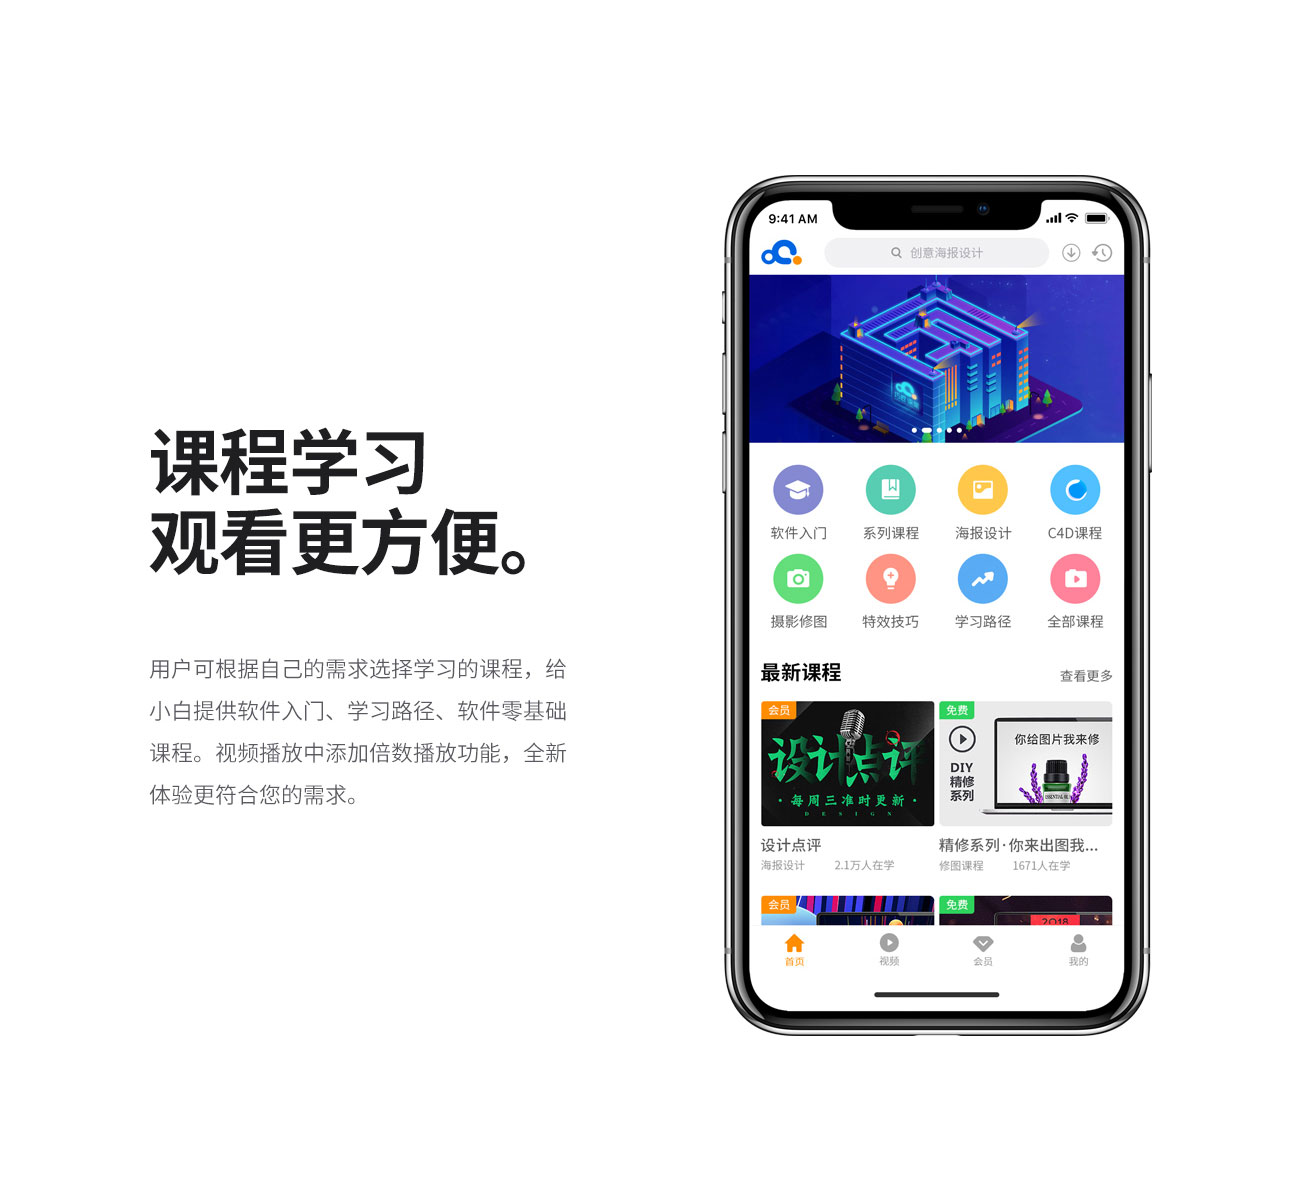 课程学习
观看更方便。
用户可根据自己的需求选择学习的课程，给
小白提供软件入门、学习路径、软件零基础
课程。视频播放中添加倍数播放功能，全新
体验更符合您的需求。
9:41 AM
创意海报设计
软件入门 系列课程 海报设计 C4D课程
摄影修图 特效技巧 学习路径 全部课程
最新课程 查看更多
会员
设计点评
·每周三准时更新·
DESIGN
免费
你给图片我来修
DIY
精修
系列
ESSENTIAL
设计点评
海报设计 2.1万人在学
精修系列·你来出图我...
修图课程 1671人在学
会员
免费
2018
首页 视频 会员 我的